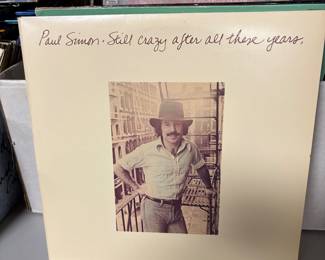 Paul Simon · Still crazy after all these years.